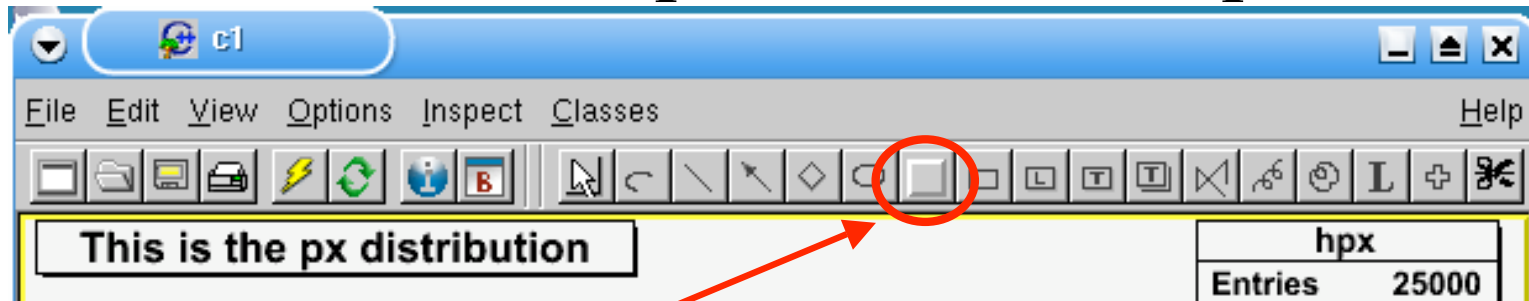 c1
File Edit View Options Inspect Classes Help
B L T T L
This is the px distribution
hpx
Entries 25000